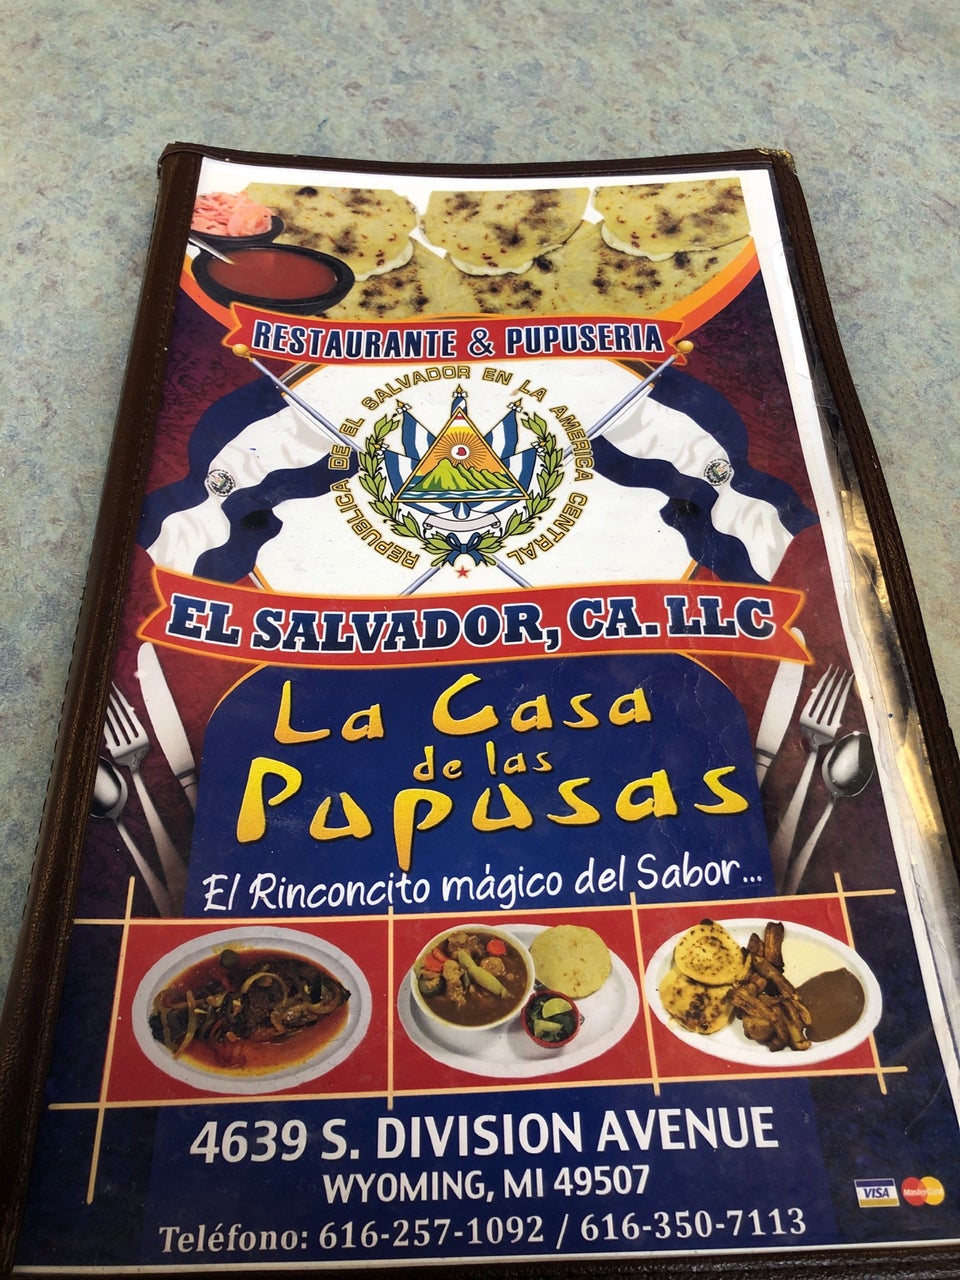 RESTAURANTE & PUPUSERIA
REPUBLICA DE EL SALVADOR EN LA AMERICA CENTRAL
EL SALVADOR, CA. LLC
La Casa
de las
Pupusas
El Rinconcito mágico del Sabor...
4639 S. DIVISION AVENUE
WYOMING, MI 49507
Teléfono: 616-257-1092 / 616-350-7113
VISA MasterCard